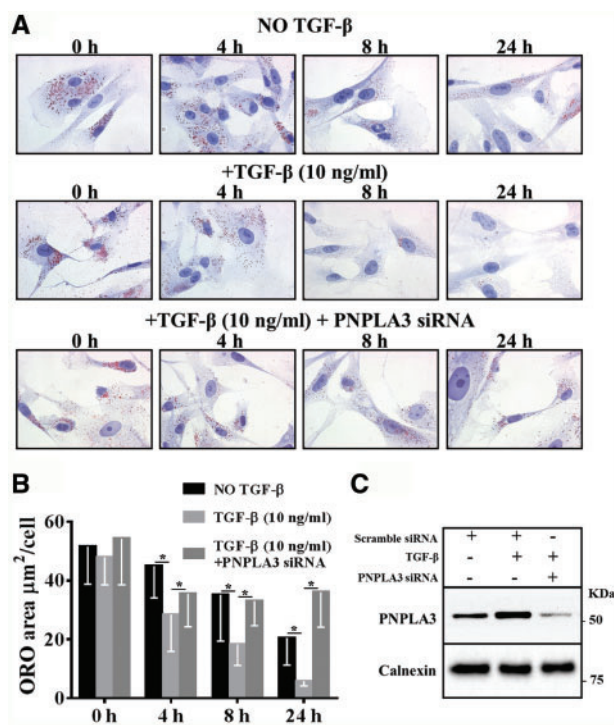 A
NO TGF-β
0 h 4 h 8 h 24 h
+TGF-β (10 ng/ml)
0 h 4 h 8 h 24 h
+TGF-β (10 ng/ml) + PNPLA3 siRNA
0 h 4 h 8 h 24 h
B
ORO area μm²/cell
60
40
20
0
NO TGF-β
TGF-β (10 ng/ml)
TGF-β (10 ng/ml)
+PNPLA3 siRNA
* * * * * *
0 h 4 h 8 h 24 h
C
Scramble siRNA + + -
TGF-β - + +
PNPLA3 siRNA - - +
KDa
PNPLA3 - 50
Calnexin - 75